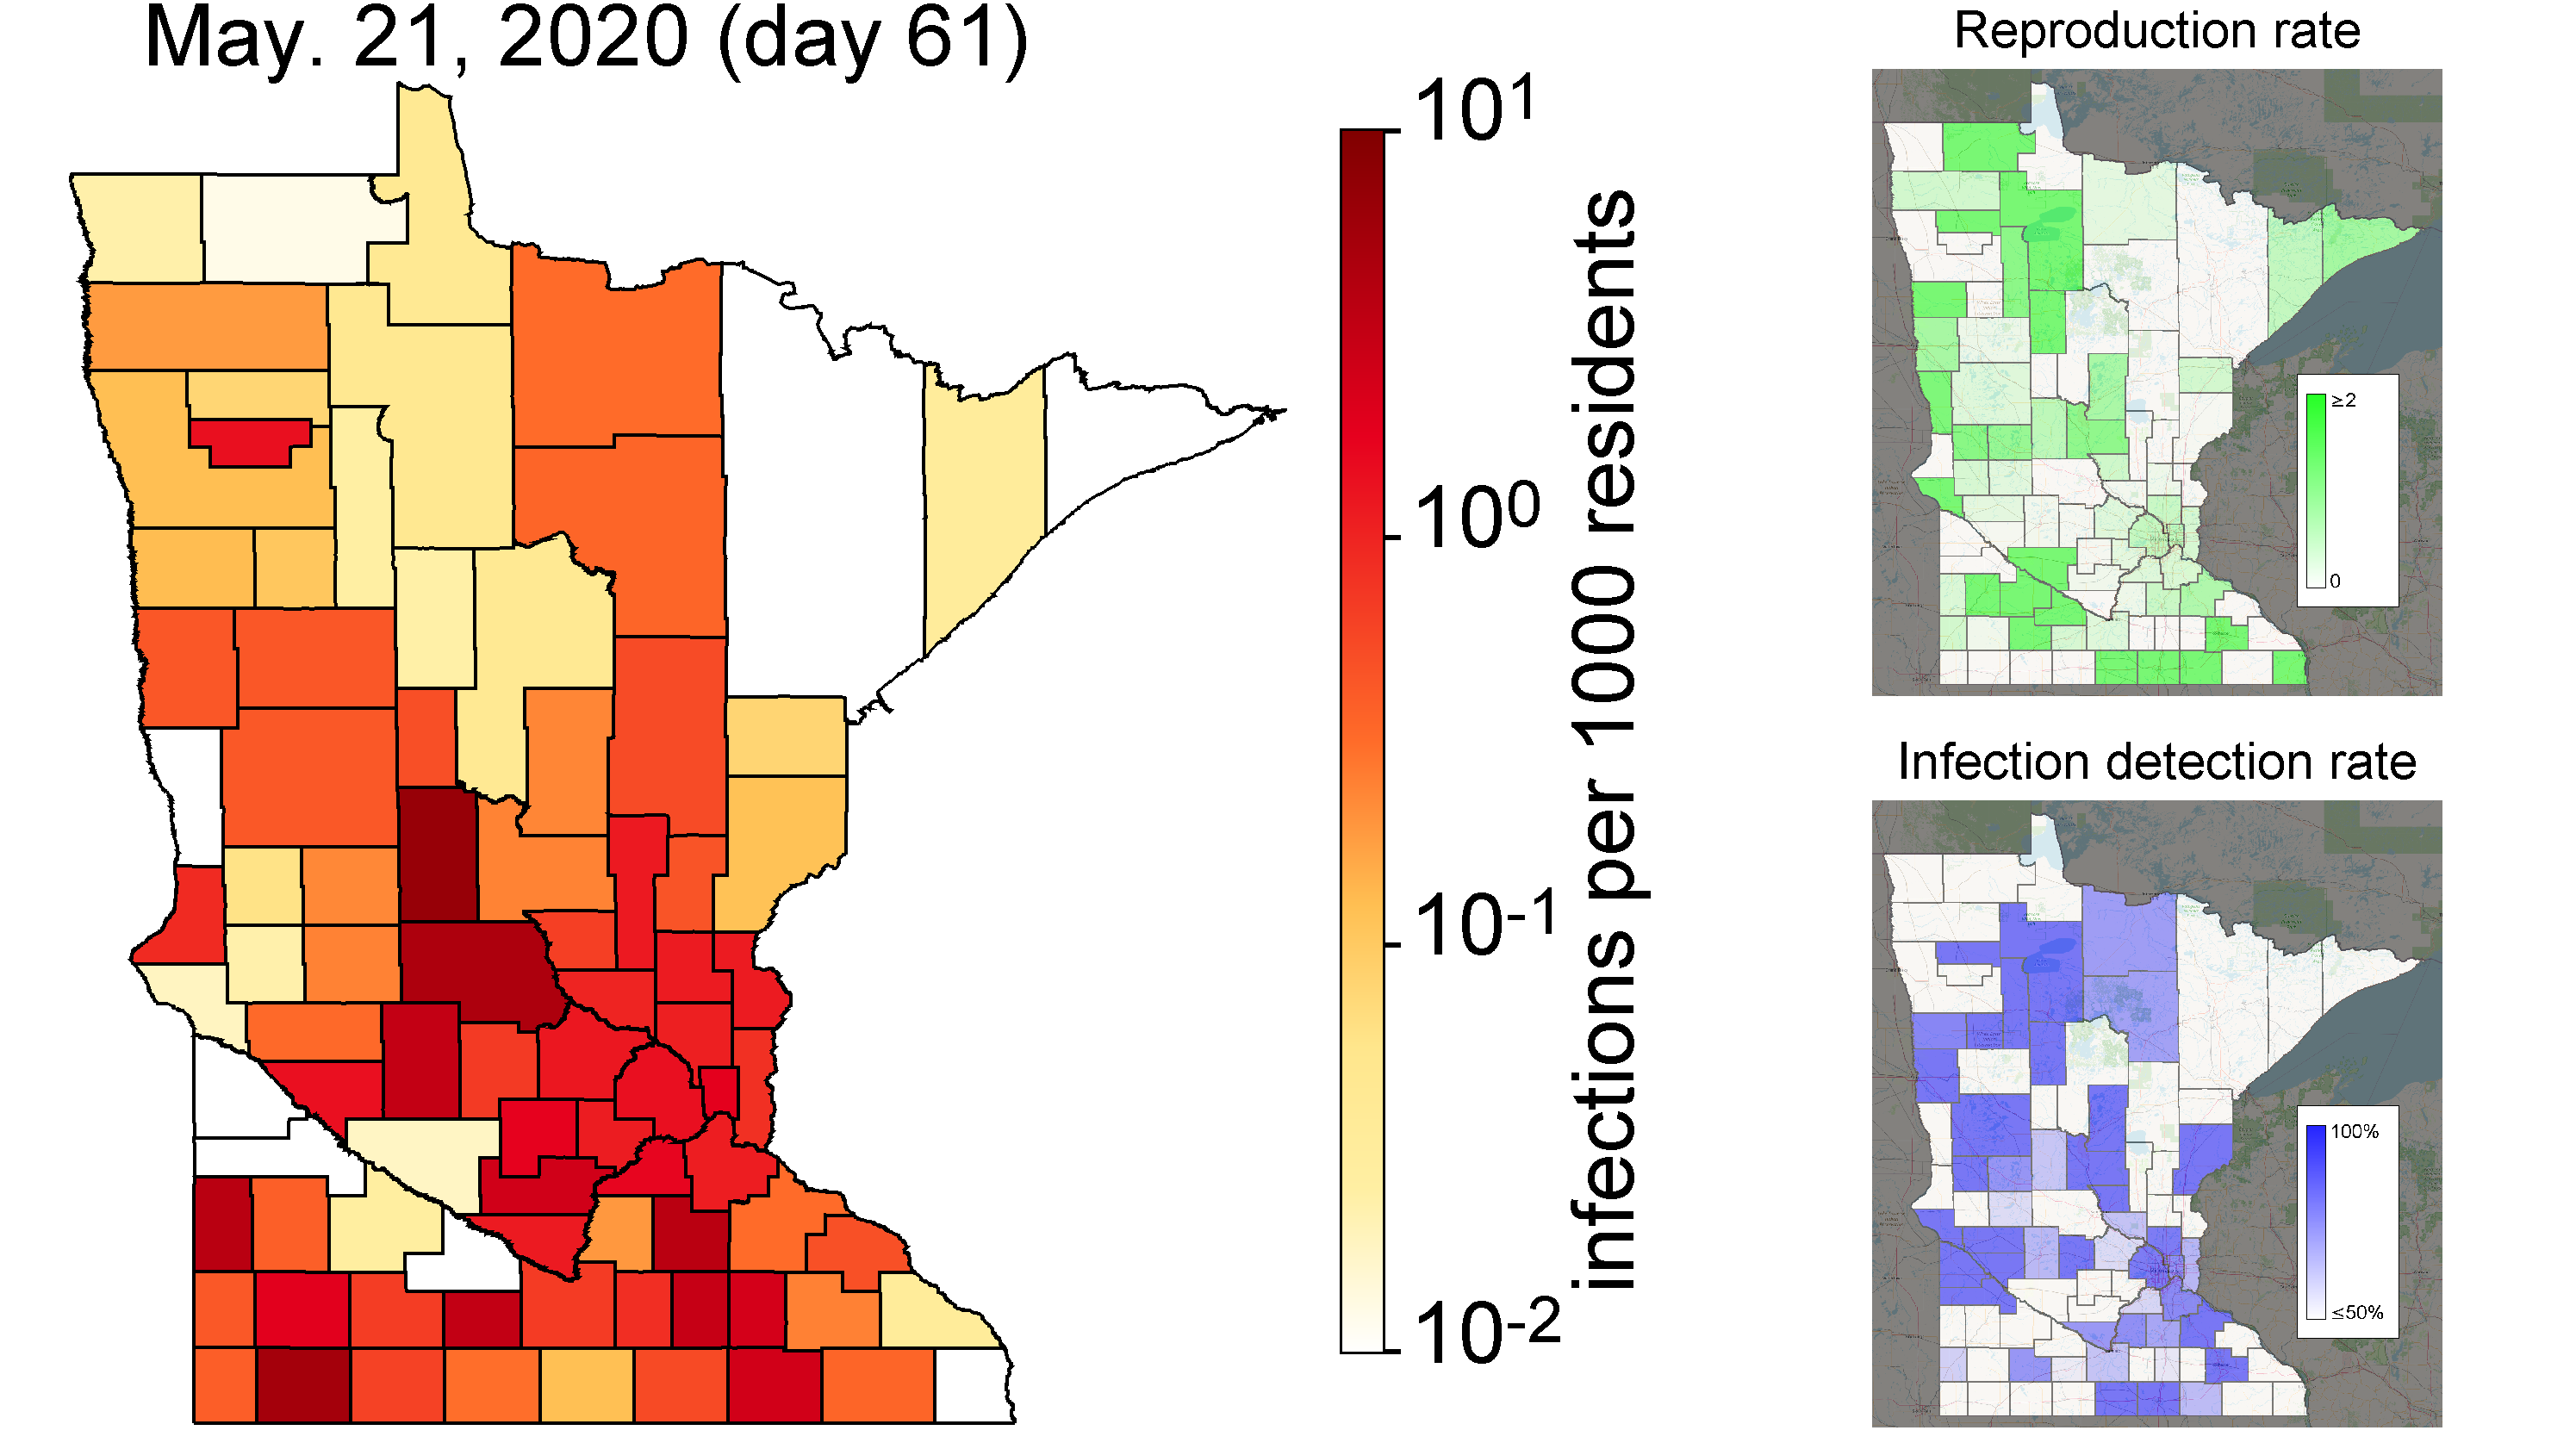 May. 21, 2020 (day 61)
10¹
10⁰
10⁻¹
10⁻²
infections per 1000 residents
Reproduction rate
≥2
0
Infection detection rate
100%
≤50%